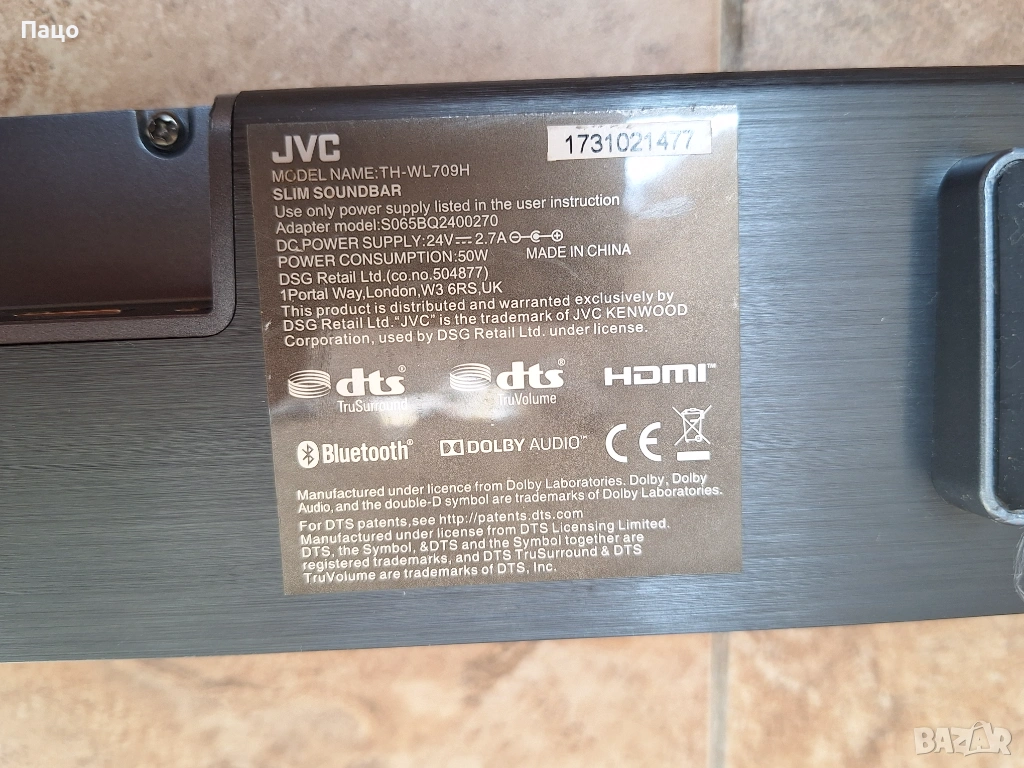 Пацо
JVC
1731021477
MODEL NAME:TH-WL709H
SLIM SOUNDBAR
Use only power supply listed in the user instruction
Adapter model:S065BQ2400270
DC POWER SUPPLY:24V⎓2.7A
POWER CONSUMPTION:50W
MADE IN CHINA
DSG Retail Ltd.(co.no.504877)
1Portal Way,London,W3 6RS,UK
This product is distributed and warranted exclusively by
DSG Retail Ltd."JVC" is the trademark of JVC KENWOOD
Corporation, used by DSG Retail Ltd. under license.
dts® dts® HDMI™
TruSurround TruVolume
Bluetooth® DOLBY AUDIO™ CE
Manufactured under licence from Dolby Laboratories. Dolby, Dolby
Audio, and the double-D symbol are trademarks of Dolby Laboratories.
For DTS patents,see http://patents.dts.com
Manufactured under license from DTS Licensing Limited.
DTS, the Symbol, &DTS and the Symbol together are
registered trademarks, and DTS TruSurround & DTS
TruVolume are trademarks of DTS, Inc.
BAZAR